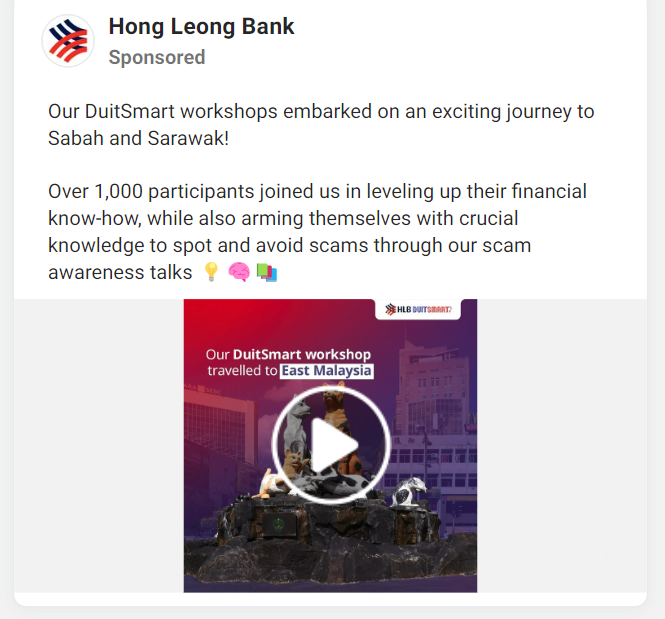 Hong Leong Bank
Sponsored
Our DuitSmart workshops embarked on an exciting journey to
Sabah and Sarawak!
Over 1,000 participants joined us in leveling up their financial
know-how, while also arming themselves with crucial
knowledge to spot and avoid scams through our scam
awareness talks 💡 🧠 📚
HLB DUITSMART
Our DuitSmart workshop
travelled to East Malaysia